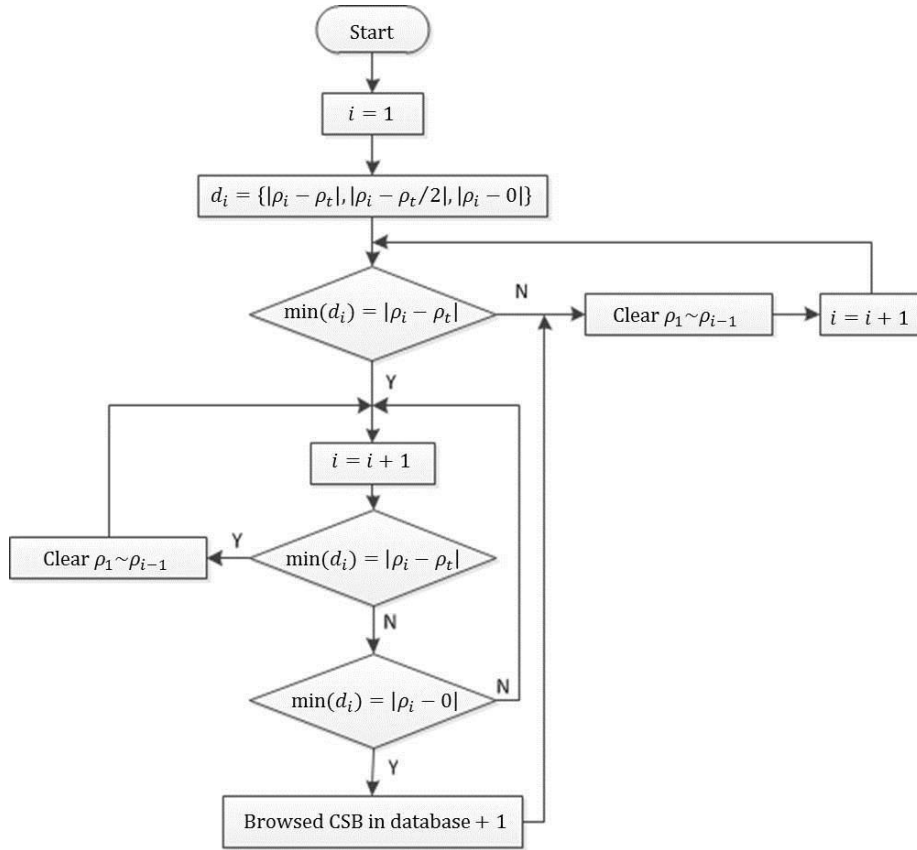 Start
i = 1
d_i = {|ρ_i − ρ_t|, |ρ_i − ρ_t/2|, |ρ_i − 0|}
min(d_i) = |ρ_i − ρ_t|
N
Clear ρ_1~ρ_{i−1}
i = i + 1
Y
i = i + 1
min(d_i) = |ρ_i − ρ_t|
Y
Clear ρ_1~ρ_{i−1}
N
min(d_i) = |ρ_i − 0|
N
Y
Browsed CSB in database + 1